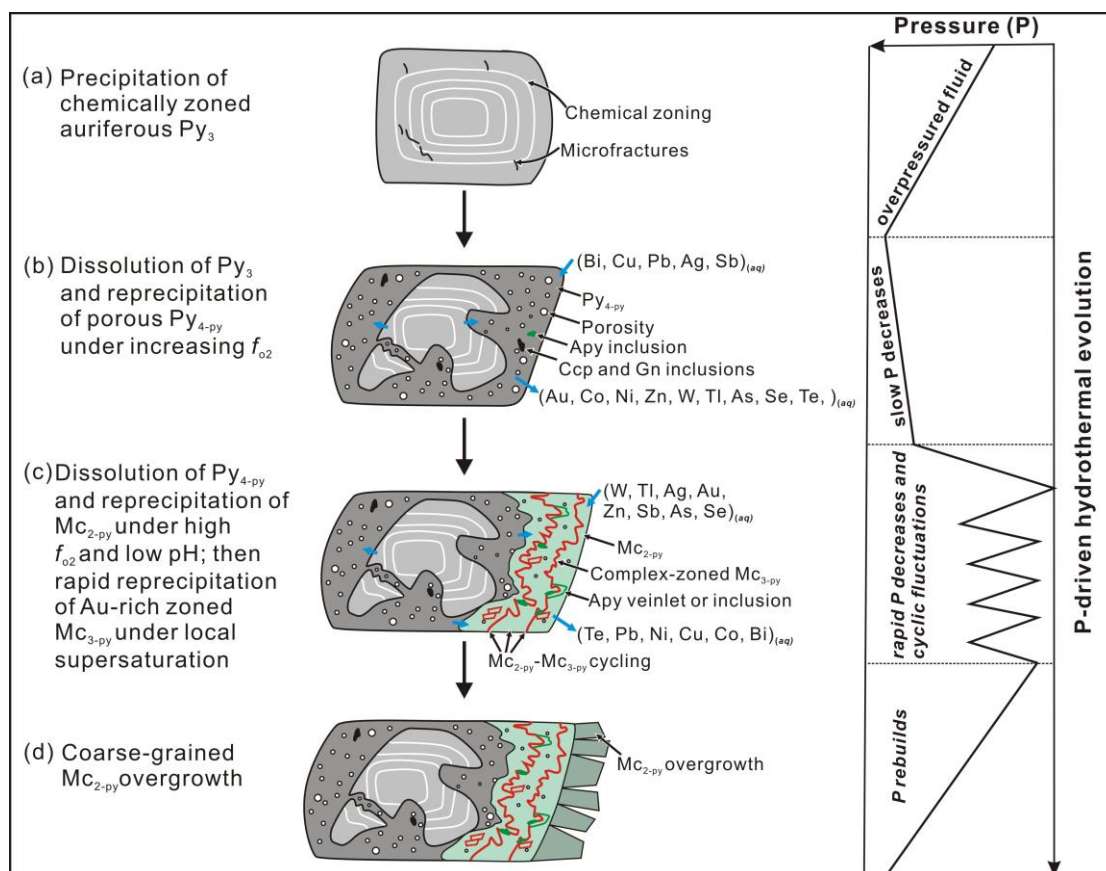 Pressure (P)
(a) Precipitation of
chemically zoned
auriferous Py3
Chemical zoning
Microfractures
overpressured fluid
(b) Dissolution of Py3
and reprecipitation
of porous Py4-py
under increasing fo2
(Bi, Cu, Pb, Ag, Sb)(aq)
Py4-py
Porosity
Apy inclusion
Ccp and Gn inclusions
(Au, Co, Ni, Zn, W, Tl, As, Se, Te, )(aq)
slow P decreases
(c) Dissolution of Py4-py
and reprecipitation of
Mc2-py under high
fo2 and low pH; then
rapid reprecipitation
of Au-rich zoned
Mc3-py under local
supersaturation
(W, Tl, Ag, Au,
Zn, Sb, As, Se)(aq)
Mc2-py
Complex-zoned Mc3-py
Apy veinlet or inclusion
(Te, Pb, Ni, Cu, Co, Bi)(aq)
Mc2-py-Mc3-py cycling
rapid P decreases and
cyclic fluctuations
(d) Coarse-grained
Mc2-py overgrowth
Mc2-py overgrowth
P rebuilds
P-driven hydrothermal evolution